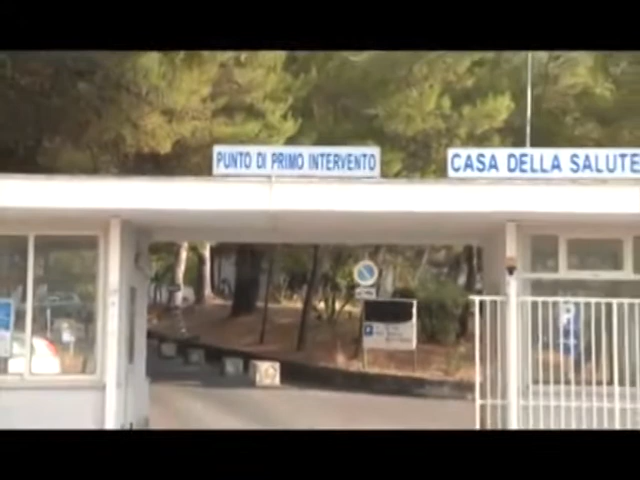 PUNTO DI PRIMO INTERVENTO
CASA DELLA SALUTE
P